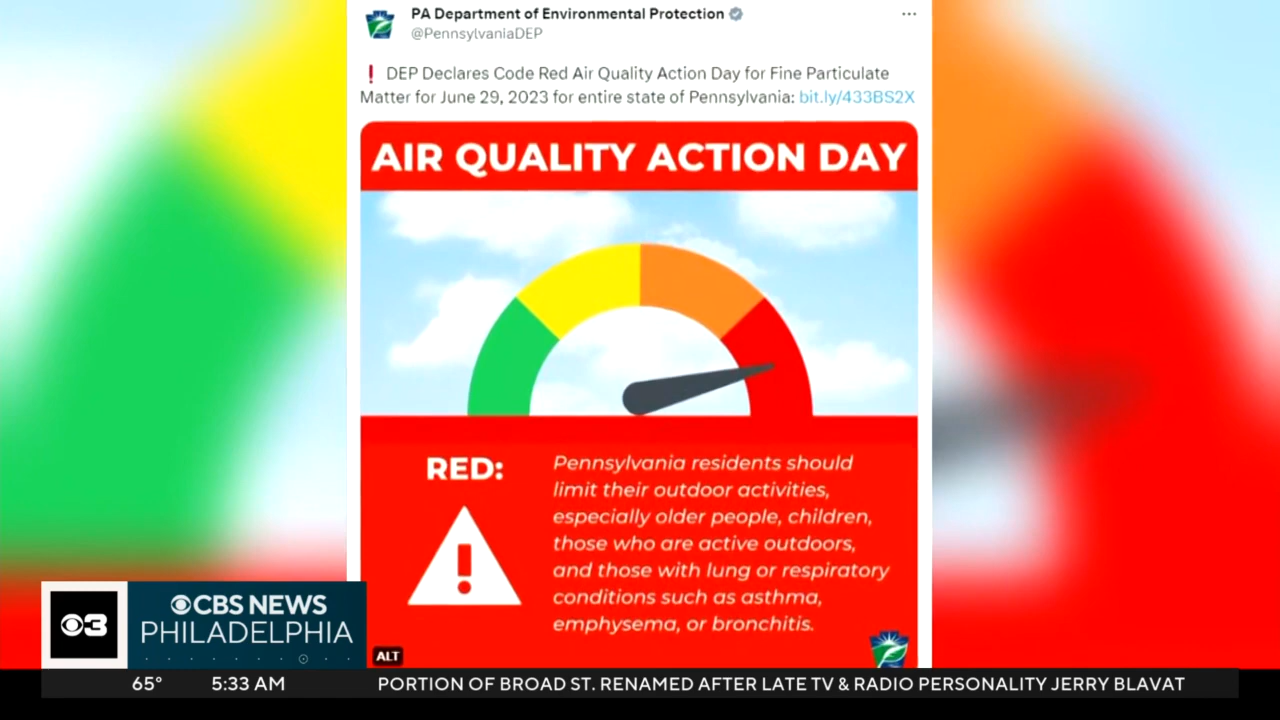 PA Department of Environmental Protection
@PennsylvaniaDEP
❗ DEP Declares Code Red Air Quality Action Day for Fine Particulate
Matter for June 29, 2023 for entire state of Pennsylvania: bit.ly/433BS2X
AIR QUALITY ACTION DAY
RED:
Pennsylvania residents should
limit their outdoor activities,
especially older people, children,
those who are active outdoors,
and those with lung or respiratory
conditions such as asthma,
emphysema, or bronchitis.
ALT
3
CBS NEWS
PHILADELPHIA
65° 5:33 AM PORTION OF BROAD ST. RENAMED AFTER LATE TV & RADIO PERSONALITY JERRY BLAVAT